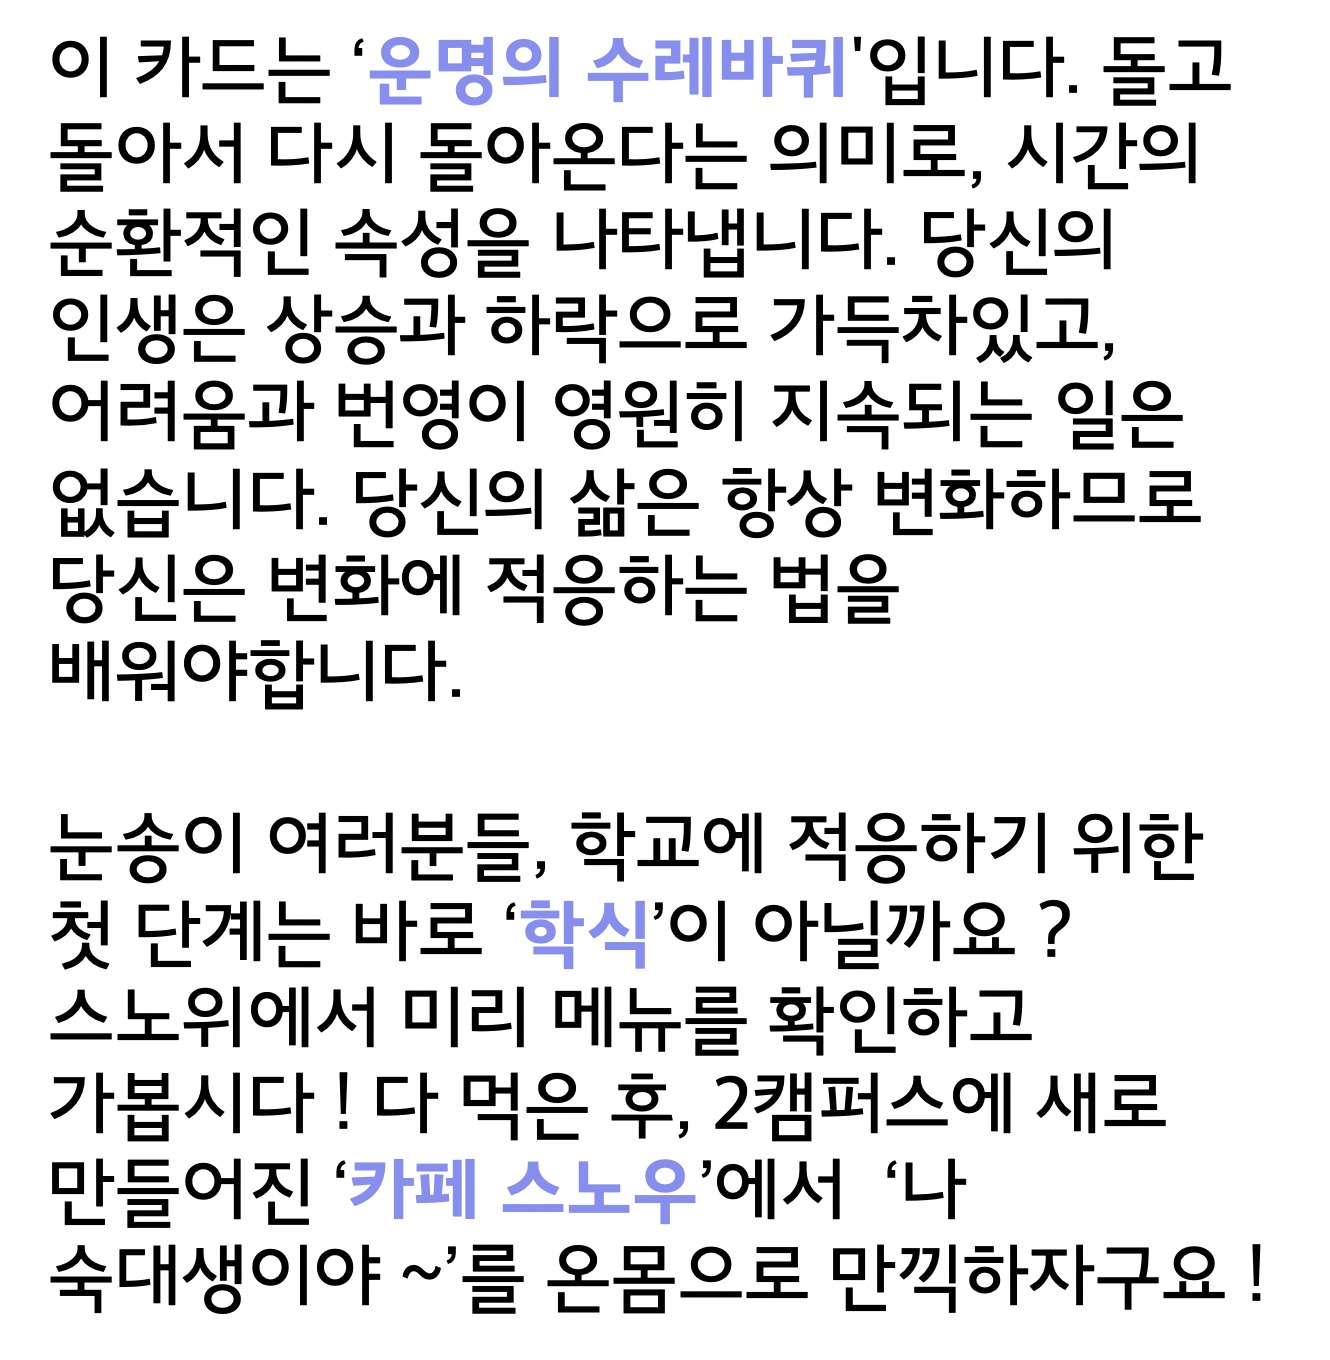 이 카드는 ‘운명의 수레바퀴'입니다. 돌고
돌아서 다시 돌아온다는 의미로, 시간의
순환적인 속성을 나타냅니다. 당신의
인생은 상승과 하락으로 가득차있고,
어려움과 번영이 영원히 지속되는 일은
없습니다. 당신의 삶은 항상 변화하므로
당신은 변화에 적응하는 법을
배워야합니다.
눈송이 여러분들, 학교에 적응하기 위한
첫 단계는 바로 ‘학식’이 아닐까요 ?
스노위에서 미리 메뉴를 확인하고
가봅시다 ! 다 먹은 후, 2캠퍼스에 새로
만들어진 ‘카페 스노우’에서  ‘나
숙대생이야 ~’를 온몸으로 만끽하자구요 !